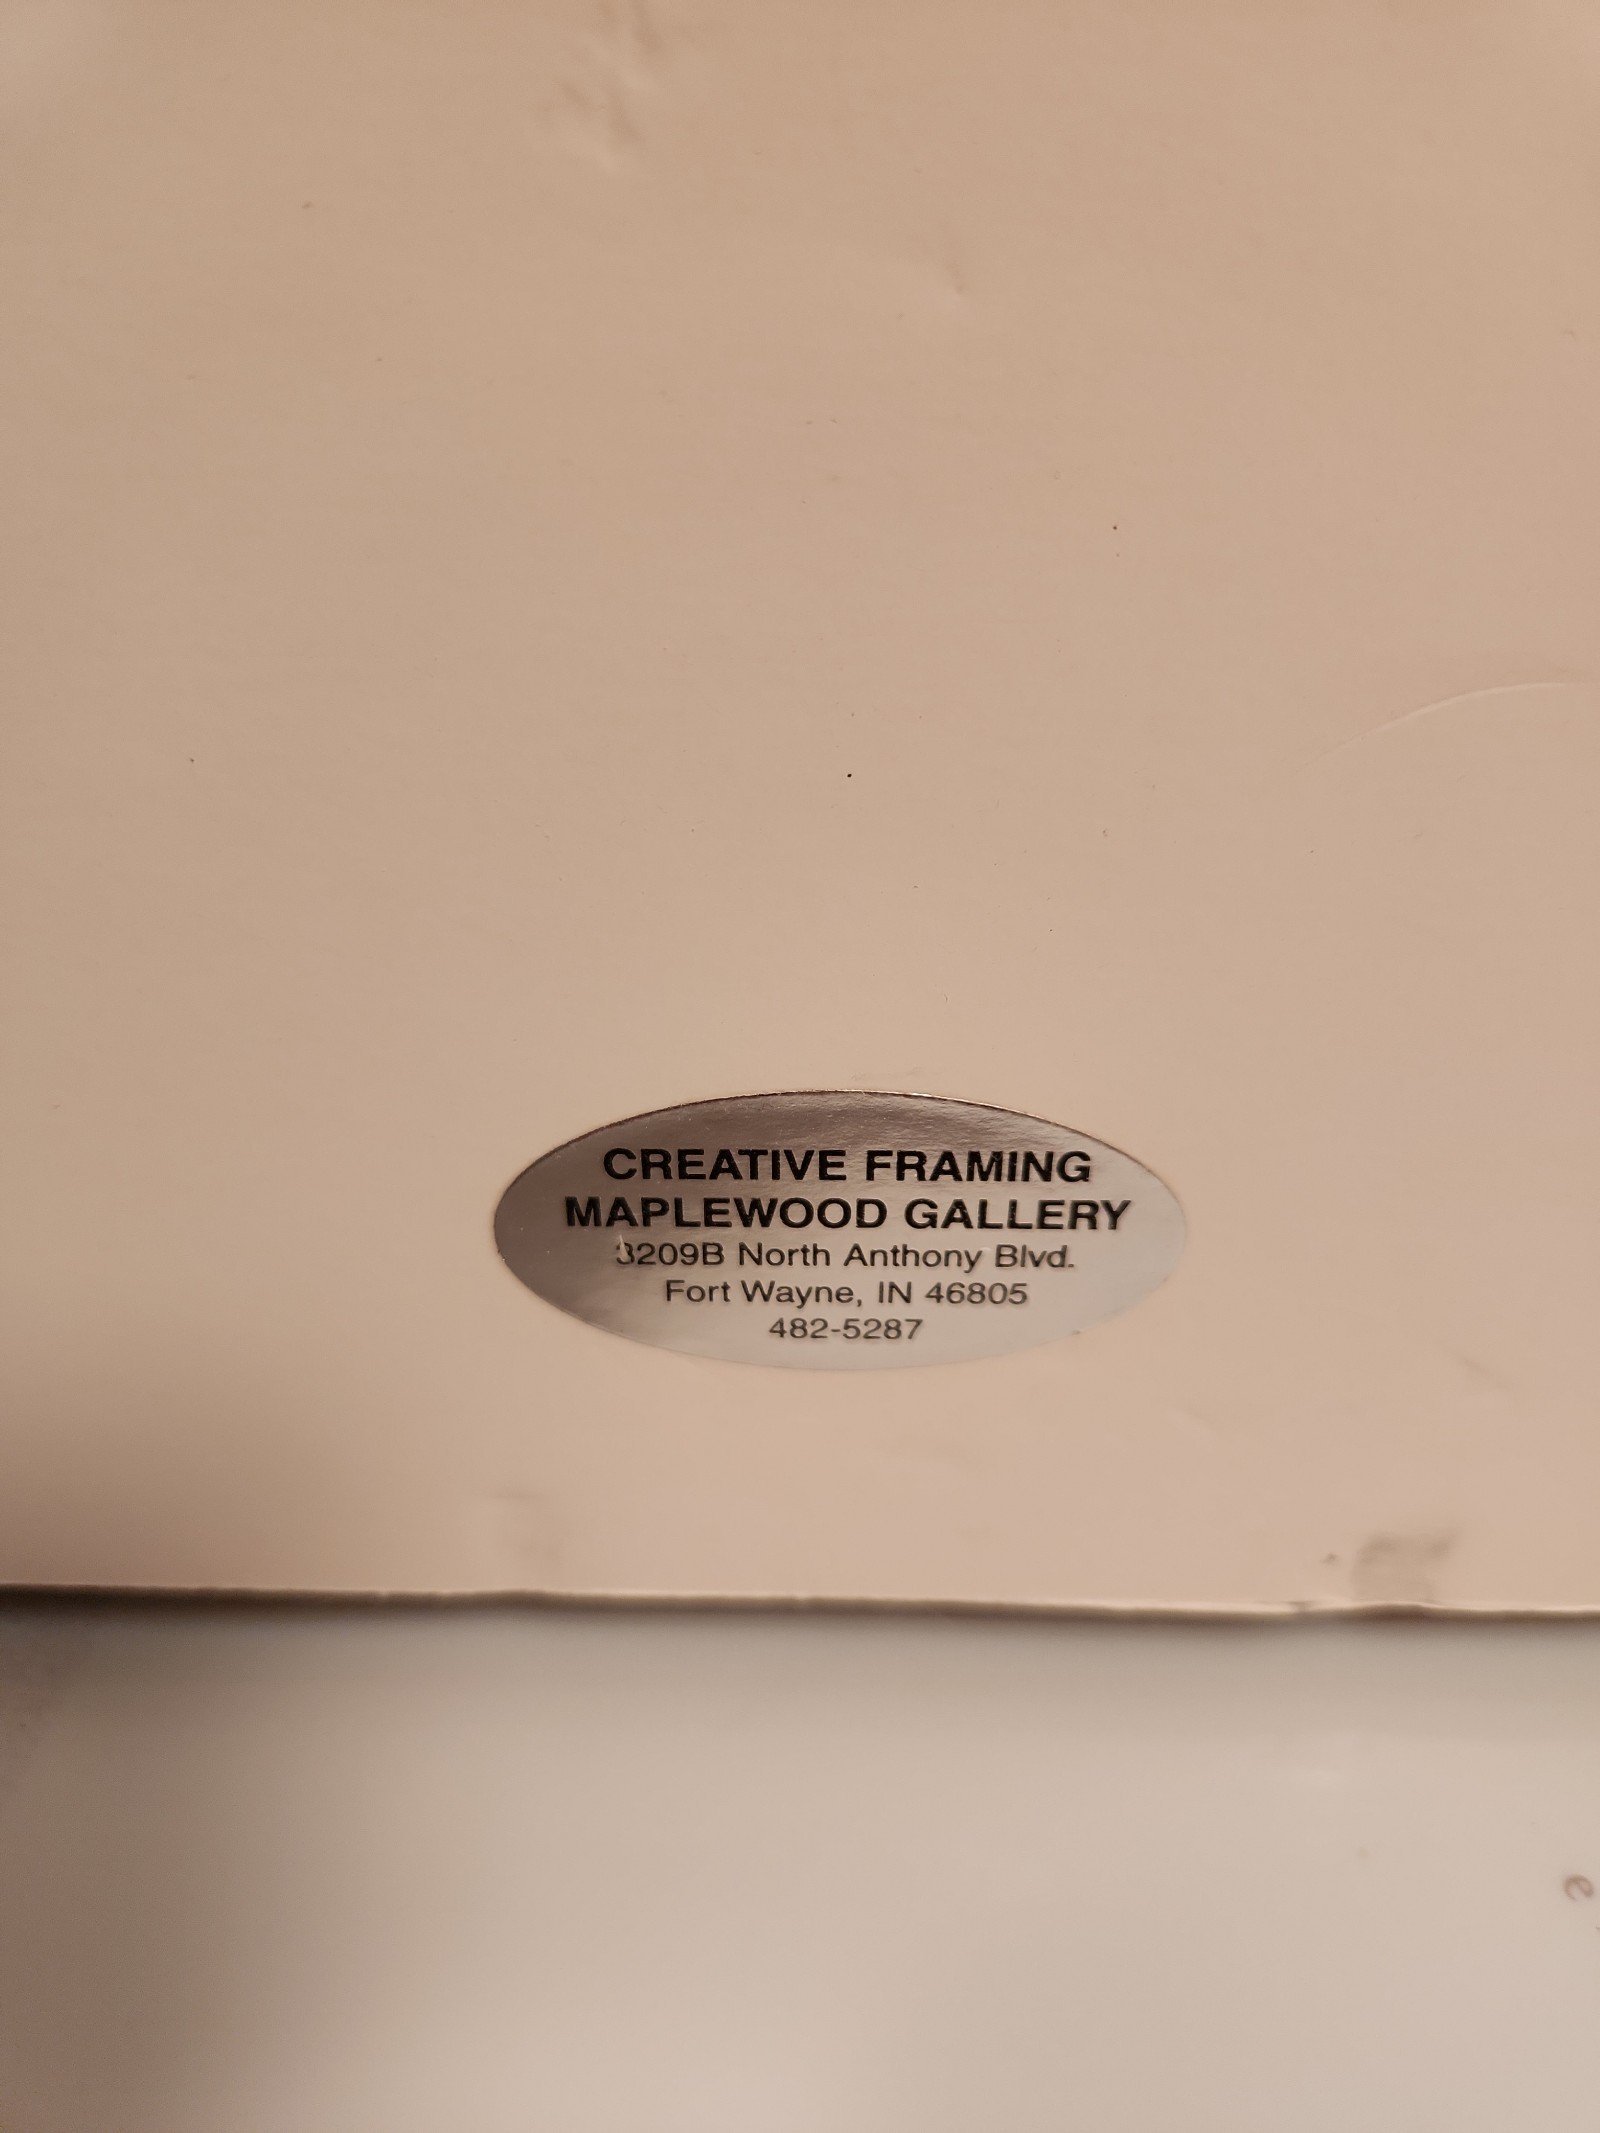 CREATIVE FRAMING
MAPLEWOOD GALLERY
3209B North Anthony Blvd.
Fort Wayne, IN 46805
482-5287
e